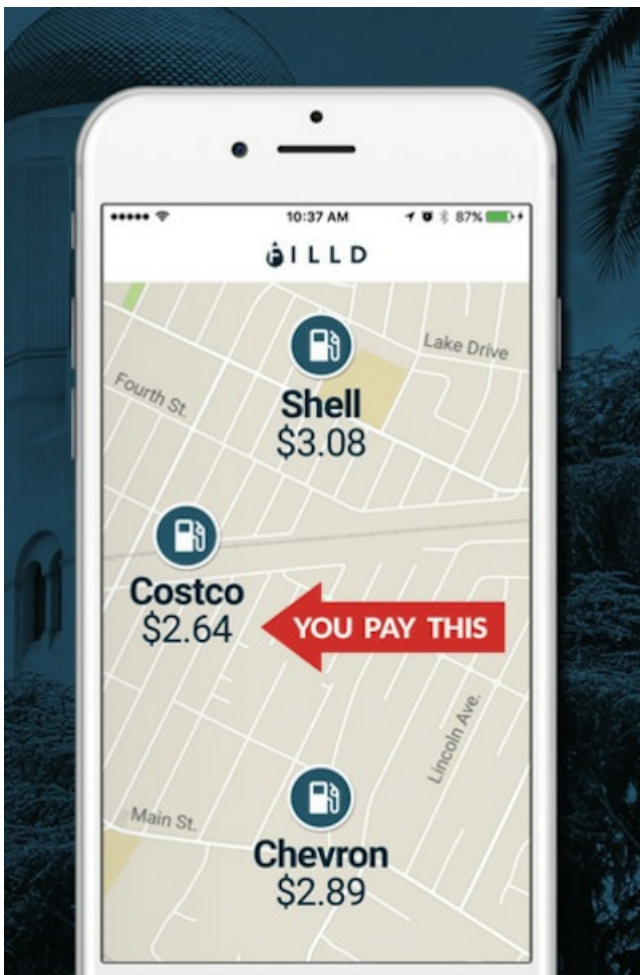 10:37 AM
87%
FILLD
Lake Drive
Fourth St.
Shell
$3.08
Costco
$2.64
YOU PAY THIS
Lincoln Ave.
Main St.
Chevron
$2.89